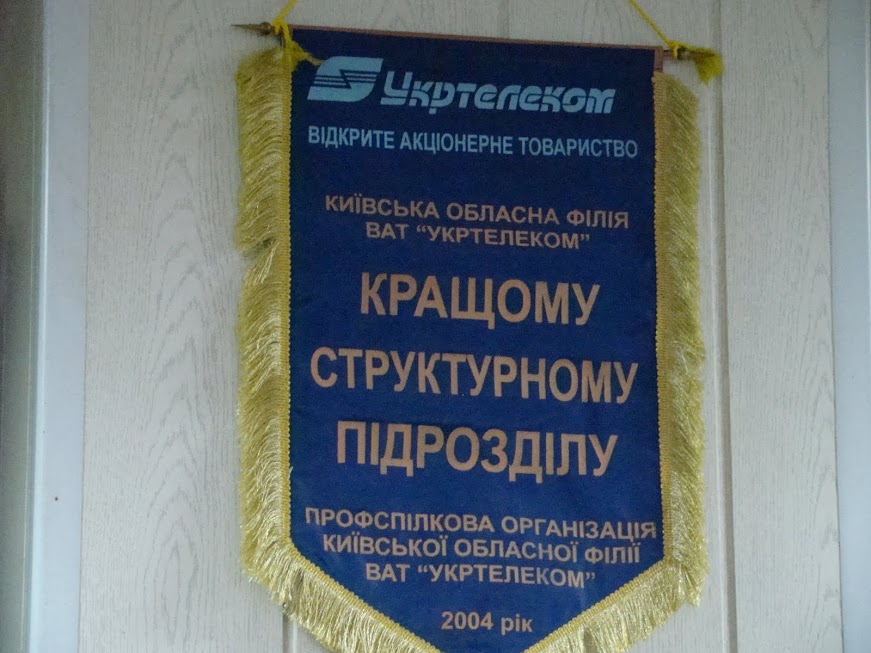 Укртелеком
ВІДКРИТЕ АКЦІОНЕРНЕ ТОВАРИСТВО
КИЇВСЬКА ОБЛАСНА ФІЛІЯ
ВАТ "УКРТЕЛЕКОМ"
КРАЩОМУ
СТРУКТУРНОМУ
ПІДРОЗДІЛУ
ПРОФСПІЛКОВА ОРГАНІЗАЦІЯ
КИЇВСЬКОЇ ОБЛАСНОЇ ФІЛІЇ
ВАТ "УКРТЕЛЕКОМ"
2004 рік